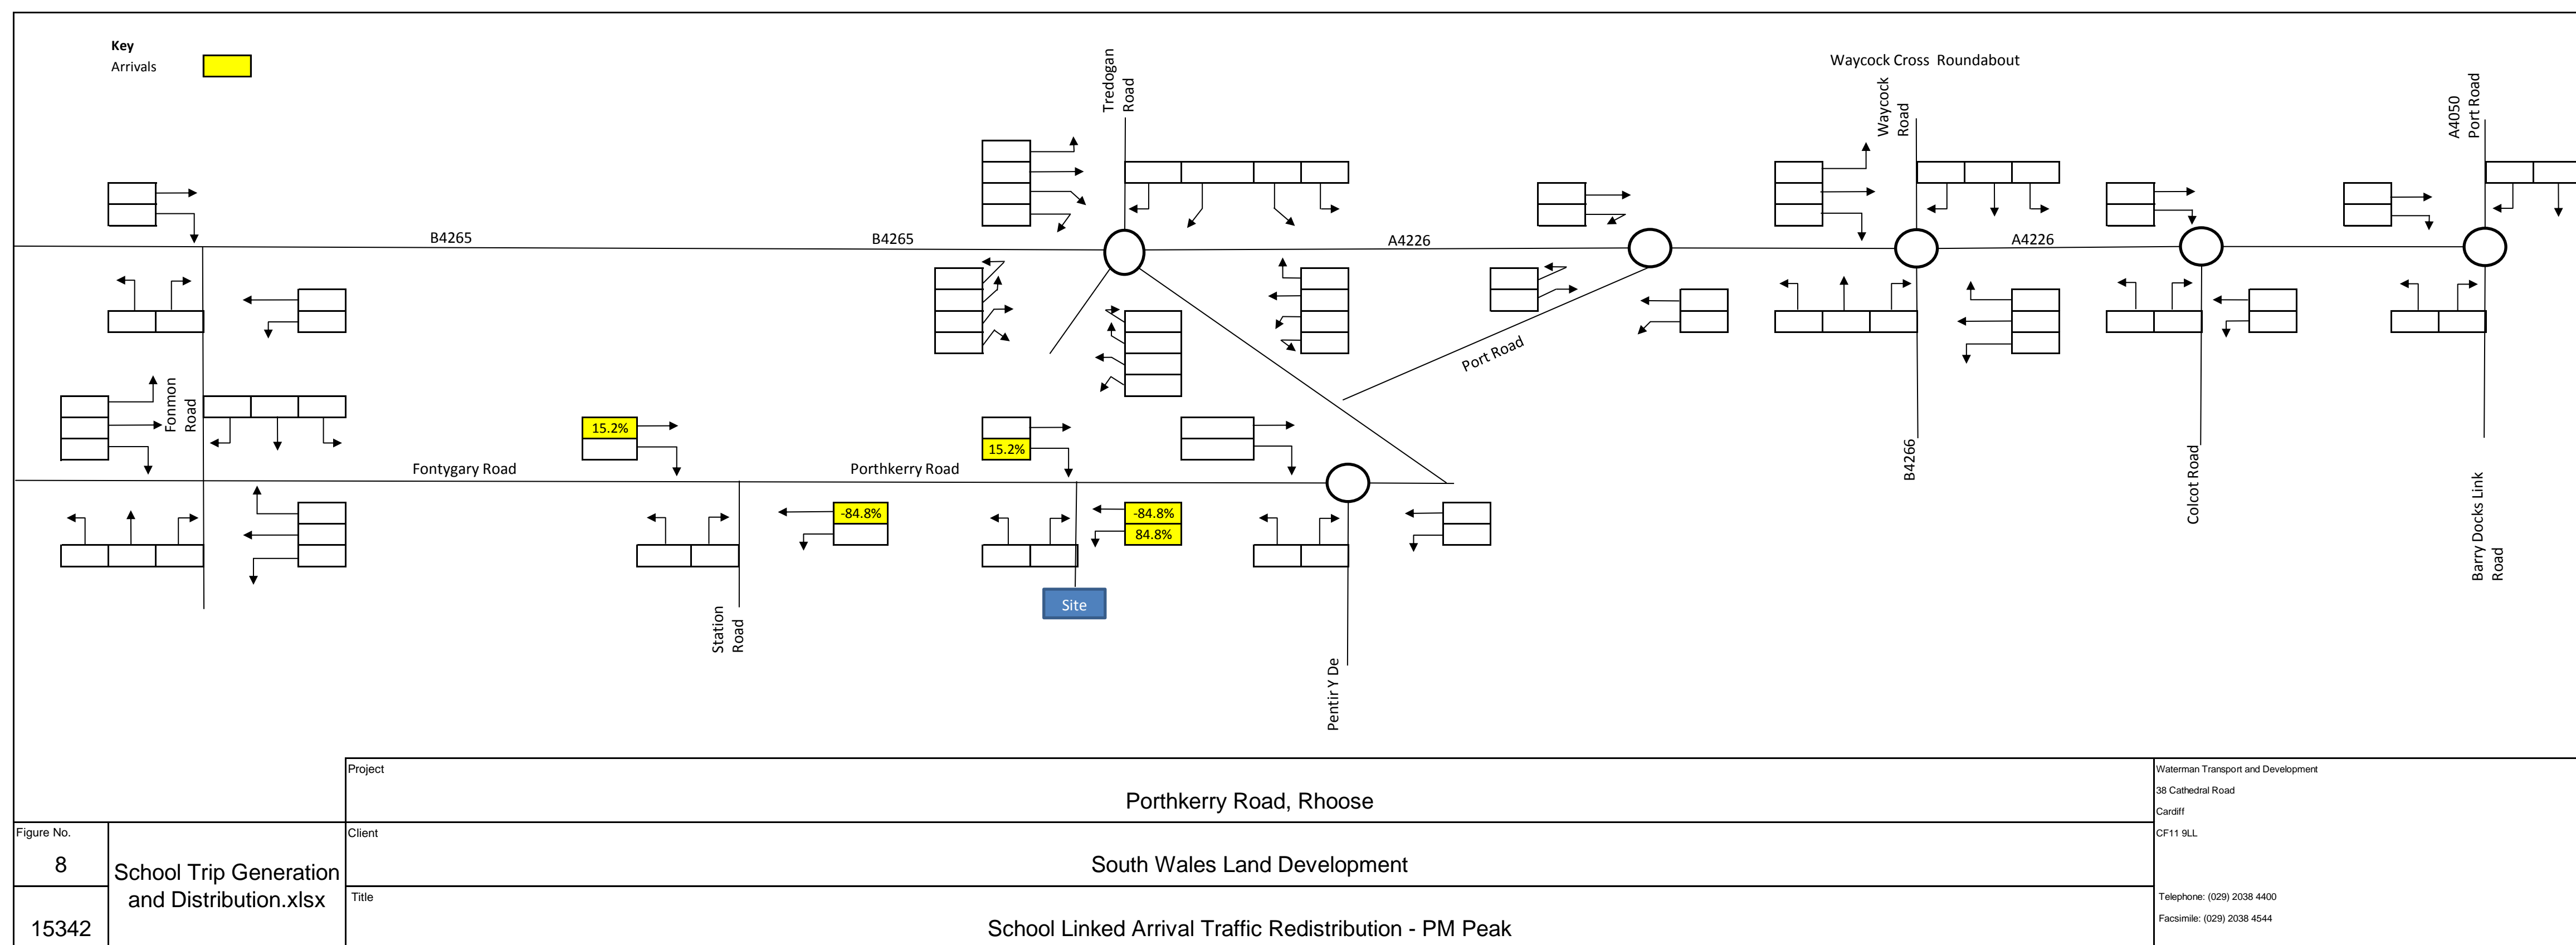 Key
Arrivals
Tredogan
Road
Waycock Cross  Roundabout
Waycock
Road
A4050
Port Road
B4265
B4265
A4226
A4226
Port Road
Fonmon
Road
15.2%
15.2%
Fontygary Road
Porthkerry Road
B4266
Colcot Road
Barry Docks Link
Road
-84.8%
-84.8%
84.8%
Site
Station
Road
Pentir Y De
Project
Porthkerry Road, Rhoose
Waterman Transport and Development
38 Cathedral Road
Cardiff
CF11 9LL
Figure No.
8
School Trip Generation
and Distribution.xlsx
Client
South Wales Land Development
15342
Title
School Linked Arrival Traffic Redistribution - PM Peak
Telephone: (029) 2038 4400
Facsimile: (029) 2038 4544